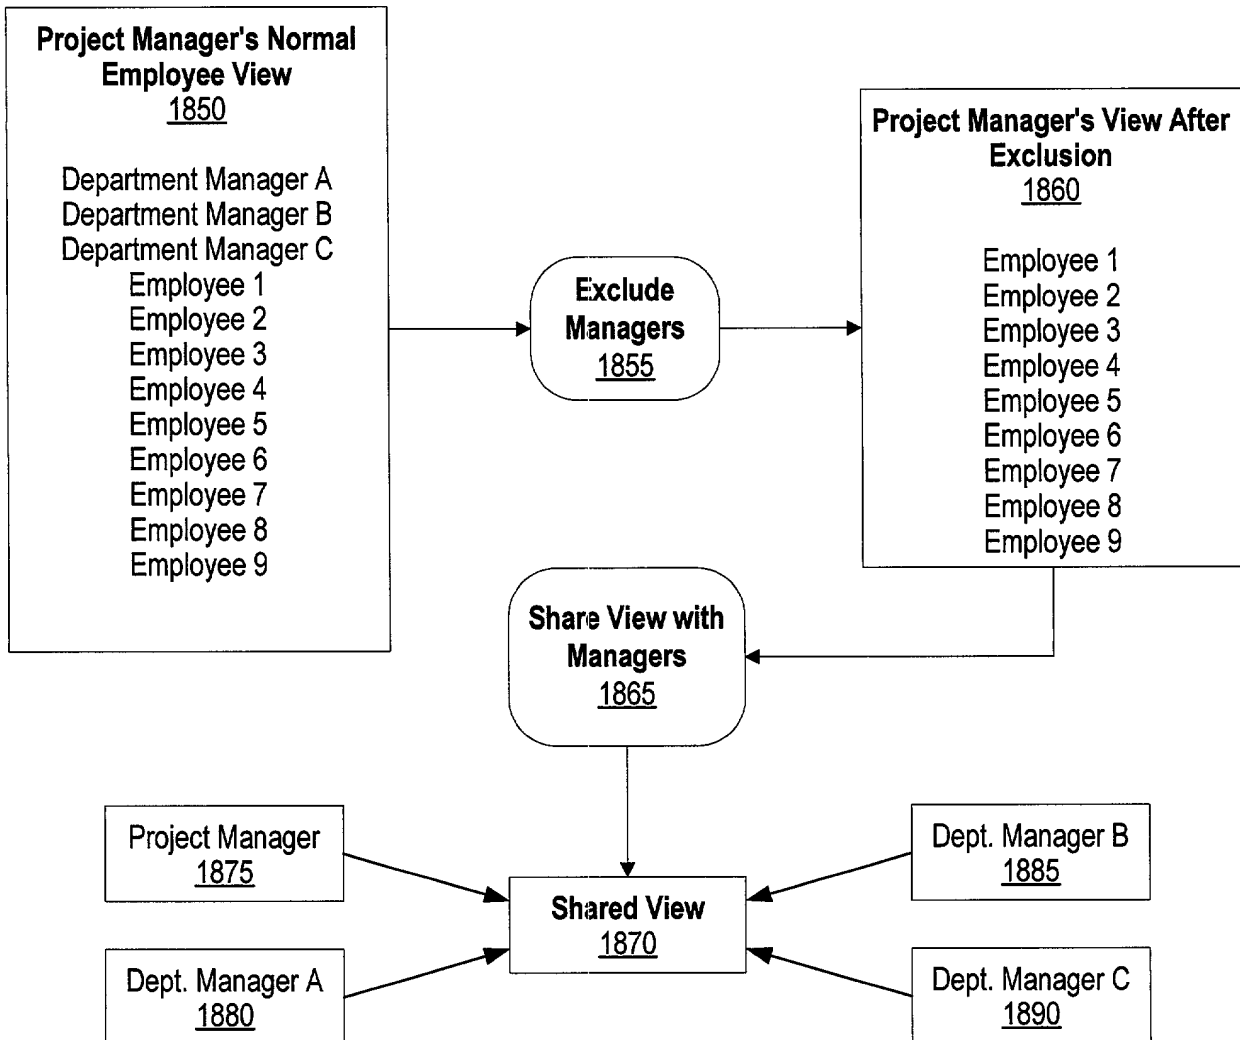 Project Manager's Normal
Employee View
1850
Department Manager A
Department Manager B
Department Manager C
Employee 1
Employee 2
Employee 3
Employee 4
Employee 5
Employee 6
Employee 7
Employee 8
Employee 9
Exclude
Managers
1855
Project Manager's View After
Exclusion
1860
Employee 1
Employee 2
Employee 3
Employee 4
Employee 5
Employee 6
Employee 7
Employee 8
Employee 9
Share View with
Managers
1865
Project Manager
1875
Dept. Manager A
1880
Shared View
1870
Dept. Manager B
1885
Dept. Manager C
1890